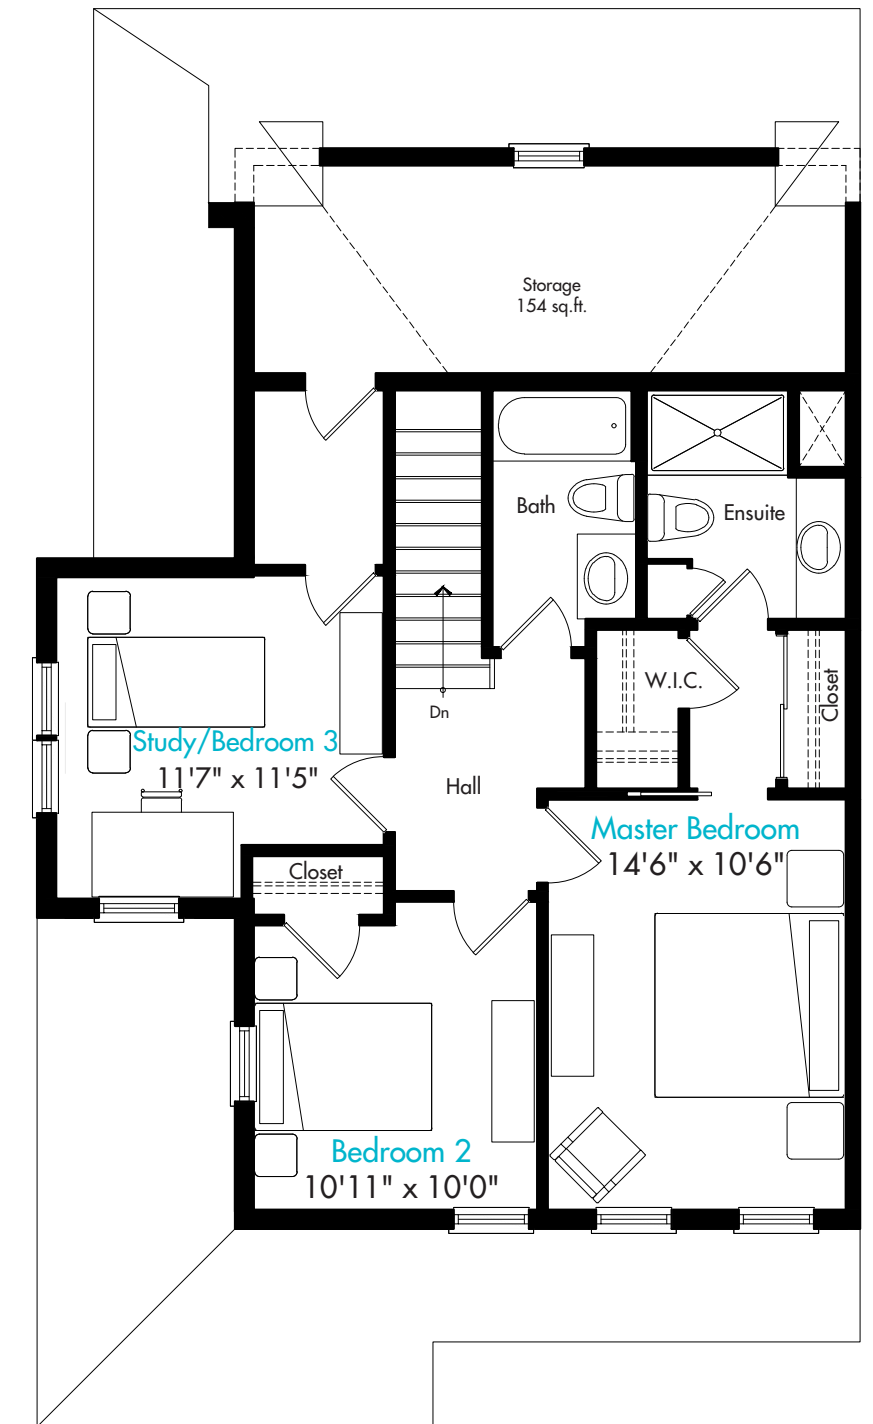 Storage
154 sq.ft.
Bath
Ensuite
W.I.C.
Closet
Dn
Study/Bedroom 3
11'7" x 11'5"
Hall
Master Bedroom
14'6" x 10'6"
Closet
Bedroom 2
10'11" x 10'0"